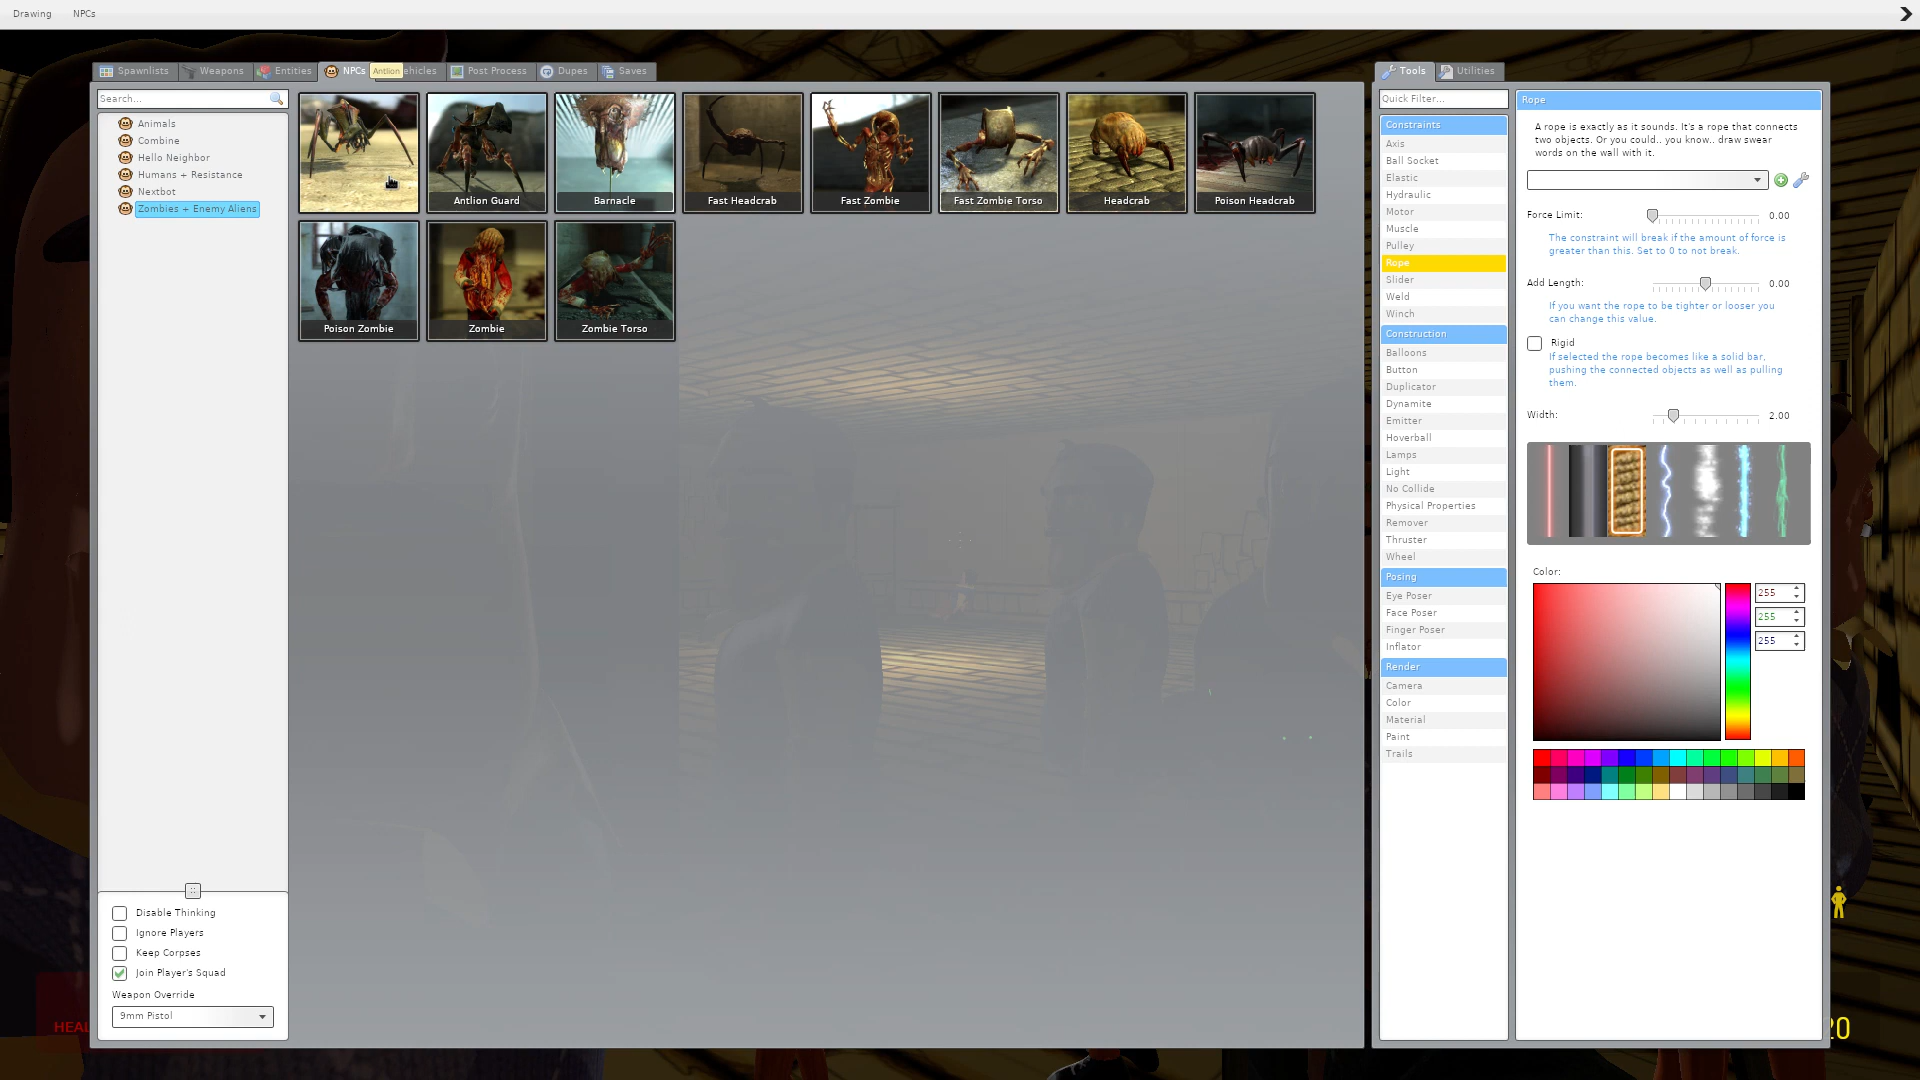 Drawing NPCs
Spawnlists Weapons Entities NPCs Antlion ehicles Post Process Dupes Saves
Search...
Animals
Combine
Hello Neighbor
Humans + Resistance
Nextbot
Zombies + Enemy Aliens
Antlion Guard
Barnacle
Fast Headcrab
Fast Zombie
Fast Zombie Torso
Headcrab
Poison Headcrab
Poison Zombie
Zombie
Zombie Torso
Disable Thinking
Ignore Players
Keep Corpses
Join Player's Squad
Weapon Override
9mm Pistol
HEAL
Tools Utilities
Quick Filter...
Constraints
Axis
Ball Socket
Elastic
Hydraulic
Motor
Muscle
Pulley
Rope
Slider
Weld
Winch
Construction
Balloons
Button
Duplicator
Dynamite
Emitter
Hoverball
Lamps
Light
No Collide
Physical Properties
Remover
Thruster
Wheel
Posing
Eye Poser
Face Poser
Finger Poser
Inflator
Render
Camera
Color
Material
Paint
Trails
Rope
A rope is exactly as it sounds. It's a rope that connects
two objects. Or you could.. you know.. draw swear
words on the wall with it.
Force Limit: 0.00
The constraint will break if the amount of force is
greater than this. Set to 0 to not break.
Add Length: 0.00
If you want the rope to be tighter or looser you
can change this value.
Rigid
If selected the rope becomes like a solid bar,
pushing the connected objects as well as pulling
them.
Width: 2.00
Color:
255
255
255
20